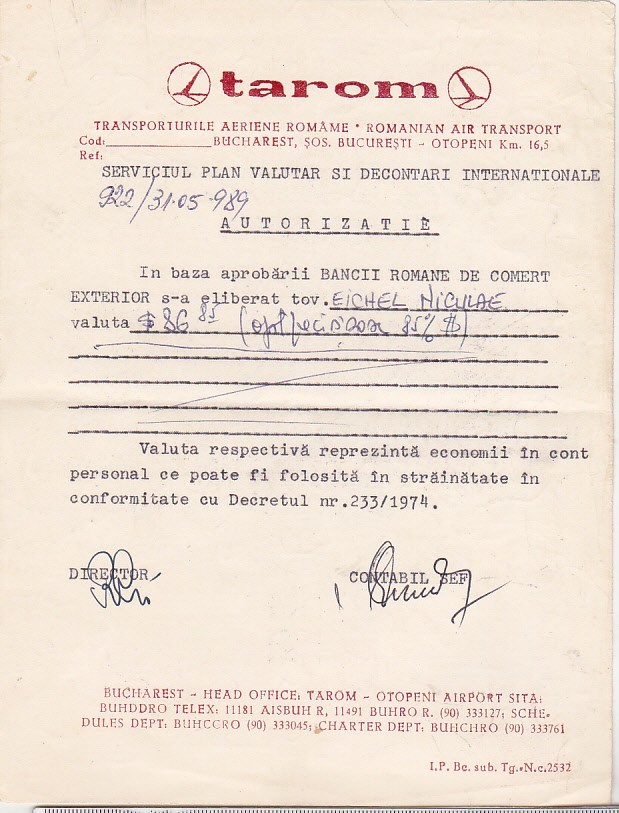 tarom
TRANSPORTURILE AERIENE ROMÂME * ROMANIAN AIR TRANSPORT
Cod:______________BUCHAREST, ŞOS. BUCUREŞTI - OTOPENI Km. 16,5
Ref:
SERVICIUL PLAN VALUTAR SI DECONTARI INTERNATIONALE
922/31·05·989
AUTORIZATIE
In baza aprobării BANCII ROMANE DE COMERT
EXTERIOR s-a eliberat tov. EICHEL NICULAE
valuta $ 86 85 (optzeci 85% $)
Valuta respectivă reprezintă economii în cont
personal ce poate fi folosită în străinătate în
conformitate cu Decretul nr.233/1974.
DIRECTOR CONTABIL SEF
BUCHAREST - HEAD OFFICE: TAROM - OTOPENI AIRPORT SITA:
BUHDDRO TELEX: 11181 AISBUH R, 11491 BUHRO R. (90) 333127; SCHE-
DULES DEPT: BUHCCRO (90) 333045; CHARTER DEPT: BUHCHRO (90) 333761
I.P. Bc. sub. Tg.-N.c.2532